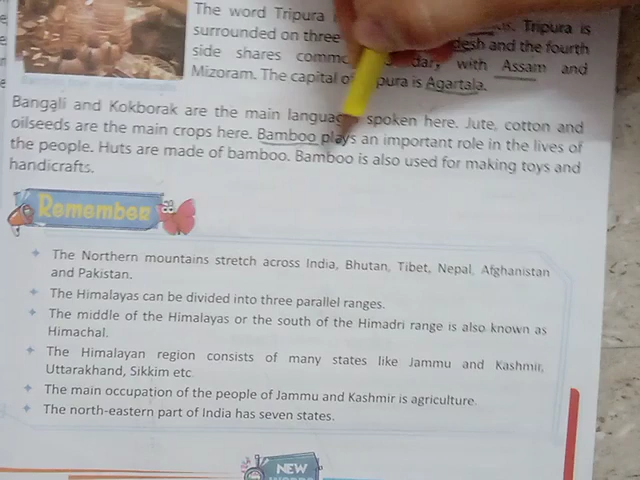 The word Tripura
Tripura is
surrounded on three desh and the fourth
side shares with Assam and
Mizoram. The capital of pura is Agartala.
Bangali and Kokborak are the main languag spoken here. Jute, cotton and
oilseeds are the main crops here. Bamboo plays an important role in the lives of
the people. Huts are made of bamboo. Bamboo is also used for making toys and
handicrafts.
Remember
The Northern mountains stretch across India, Bhutan, Tibet, Nepal, Afghanistan
and Pakistan.
The Himalayas can be divided into three parallel ranges.
The middle of the Himalayas or the south of the Himadri range is also known as
Himachal.
The Himalayan region consists of many states like Jammu and Kashmir,
Uttarakhand, Sikkim etc.
The main occupation of the people of Jammu and Kashmir is agriculture.
The north-eastern part of India has seven states.
NEW